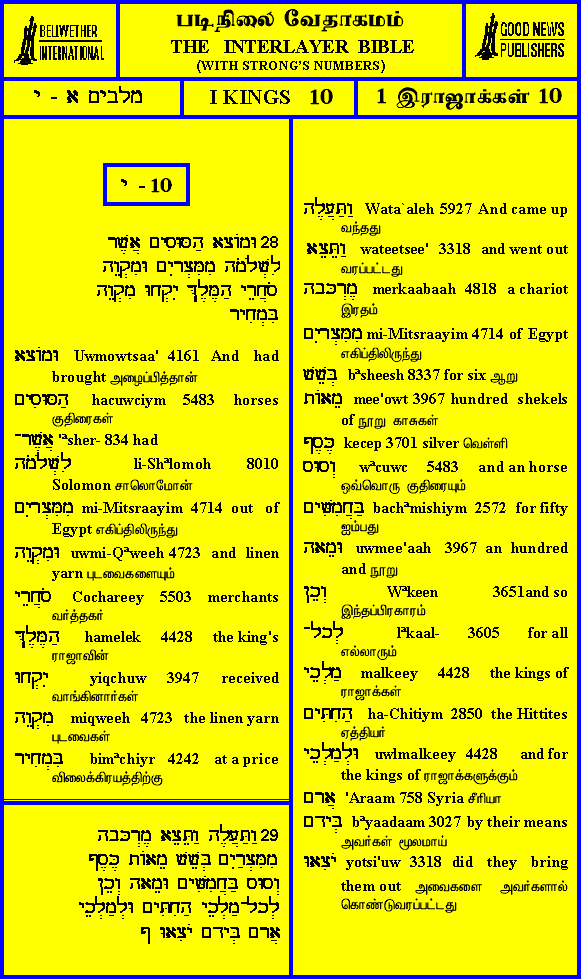 BELLWETHER
INTERNATIONAL
படிநிலை வேதாகமம்
THE INTERLAYER BIBLE
(WITH STRONG'S NUMBERS)
GOOD NEWS
PUBLISHERS
מלכים א - י
I KINGS 10
1 இராஜாக்கள் 10
10 - י
28 וּמוֹצָא הַסּוּסִים אֲשֶׁר
לִשְׁלֹמֹה מִמִּצְרָיִם וּמִקְוֵה
סֹחֲרֵי הַמֶּלֶךְ יִקְחוּ מִקְוֵה
בִּמְחִיר
וּמוֹצָא Uwmowtsaa' 4161 And had
brought அழைப்பித்தான்
הַסּוּסִים hacuwciym 5483 horses
குதிரைகள்
אֲשֶׁר־ 'ªsher- 834 had
לִשְׁלֹמֹה li-Shªlomoh 8010
Solomon சாலொமோன்
מִמִּצְרָיִם mi-Mitsraayim 4714 out of
Egypt எகிப்திலிருந்து
וּמִקְוֵה uwmi-Qªweeh 4723 and linen
yarn புடவைகளையும்
סֹחֲרֵי Cochareey 5503 merchants
வர்த்தகர்
הַמֶּלֶךְ hamelek 4428 the king's
ராஜாவின்
יִקְחוּ yiqchuw 3947 received
வாங்கினார்கள்
מִקְוֵה miqweeh 4723 the linen yarn
புடவைகள்
בִּמְחִיר bimªchiyr 4242 at a price
விலைக்கிரயத்திற்கு
29 וַתַּעֲלֶה וַתֵּצֵא מֶרְכָּבָה
מִמִּצְרַיִם בְּשֵׁשׁ מֵאוֹת כֶּסֶף
וְסוּס בַּחֲמִשִּׁים וּמֵאָה וְכֵן
לְכָל־מַלְכֵי הַחִתִּים וּלְמַלְכֵי
אֲרָם בְּיָדָם יֹצִאוּ ף
וַתַּעֲלֶה Wata`aleh 5927 And came up
வந்தது
וַתֵּצֵא wateetsee' 3318 and went out
வரப்பட்டது
מֶרְכָּבָה merkaabaah 4818 a chariot
இரதம்
מִמִּצְרַיִם mi-Mitsraayim 4714 of Egypt
எகிப்திலிருந்து
בְּשֵׁשׁ bªsheesh 8337 for six ஆறு
מֵאוֹת mee'owt 3967 hundred shekels
of நூறு காசுகள்
כֶּסֶף kecep 3701 silver வெள்ளி
וְסוּס wªcuwc 5483 and an horse
ஒவ்வொரு குதிரையும்
בַּחֲמִשִּׁים bachªmishiym 2572 for fifty
ஐம்பது
וּמֵאָה uwmee'aah 3967 an hundred
and நூறு
וְכֵן Wªkeen 3651and so
இந்தப்பிரகாரம்
לְכָל־ lªkaal- 3605 for all
எல்லாரும்
מַלְכֵי malkeey 4428 the kings of
ராஜாக்கள்
הַחִתִּים ha-Chitiym 2850 the Hittites
ஏத்தியர்
וּלְמַלְכֵי uwlmalkeey 4428 and for
the kings of ராஜாக்களுக்கும்
אֲרָם 'Araam 758 Syria சீரியா
בְּיָדָם bªyaadaam 3027 by their means
அவர்கள் மூலமாய்
יֹצִאוּ yotsi'uw 3318 did they bring
them out அவைகளை அவர்களால்
கொண்டுவரப்பட்டது